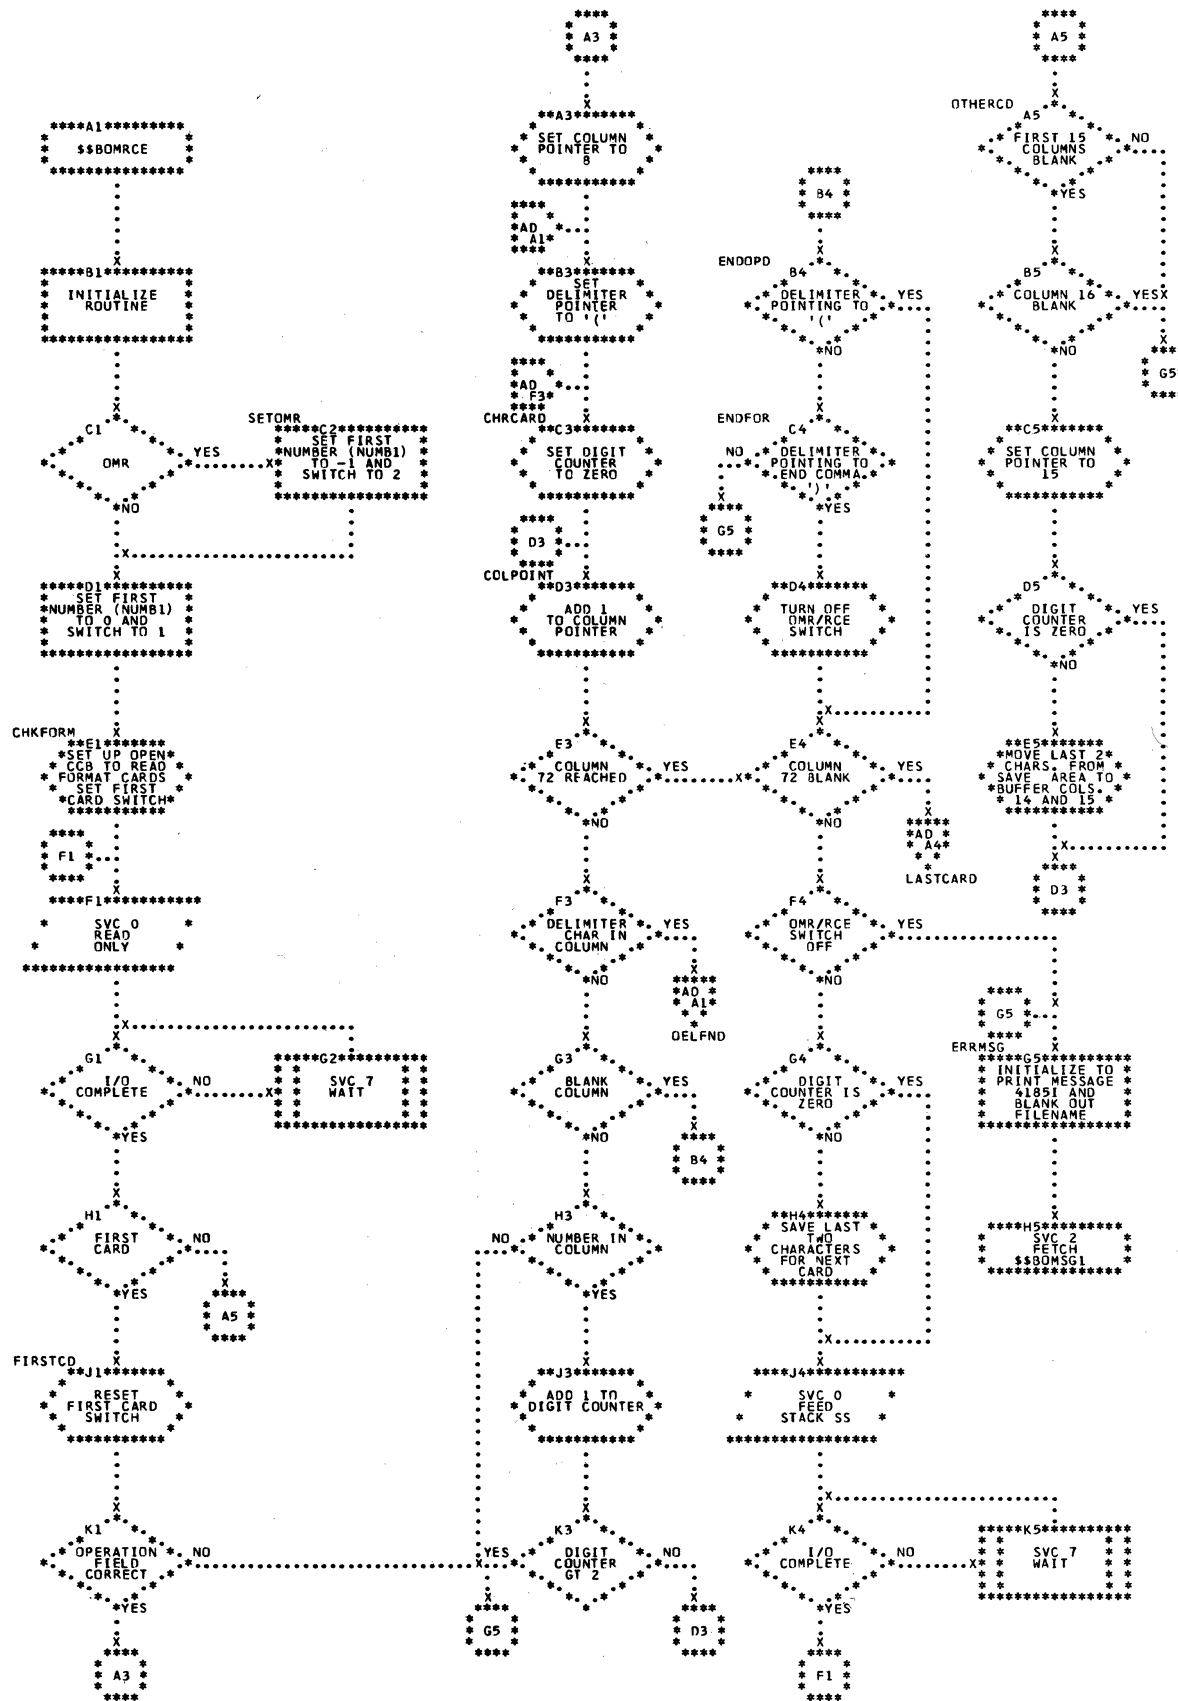 A3
**A3*******
SET COLUMN
POINTER TO
8
AD
A1*
**B3*******
SET
DELIMITER
POINTER
TO '('
AD
F3
CHRCARD
**C3*******
SET DIGIT
COUNTER
TO ZERO
D3
COLPOINT
**D3*******
ADD 1
TO COLUMN
POINTER
E3
COLUMN
72 REACHED
YES
NO
F3
DELIMITER
CHAR IN
COLUMN
YES
AD
A1*
DELFND
NO
G3
BLANK
COLUMN
YES
B4
NO
H3
NUMBER IN
COLUMN
NO
YES
**J3*******
ADD 1 TO
DIGIT COUNTER
K3
DIGIT
COUNTER
GT 2
YES
NO
G5
D3
****A1*********
$$BOMRCE
*****B1**********
INITIALIZE
ROUTINE
C1
OMR
YES
NO
SETOMR
*****C2**********
SET FIRST
NUMBER (NUMB1)
TO -1 AND
SWITCH TO 2
*****D1**********
SET FIRST
NUMBER (NUMB1)
TO 0 AND
SWITCH TO 1
CHKFORM
**E1*******
SET UP OPEN
CCB TO READ
FORMAT CARDS
SET FIRST
CARD SWITCH
F1
****F1***********
SVC 0
READ
ONLY
G1
I/O
COMPLETE
NO
YES
*****G2**********
SVC 7
WAIT
H1
FIRST
CARD
NO
A5
YES
FIRSTCD
**J1*******
RESET
FIRST CARD
SWITCH
K1
OPERATION
FIELD
CORRECT
NO
YES
A3
B4
ENDOPD
B4
DELIMITER
POINTING TO
'('
YES
NO
ENDFOR
C4
DELIMITER
POINTING TO
END COMMA
')'
NO
G5
YES
**D4*******
TURN OFF
OMR/RCE
SWITCH
E4
COLUMN
72 BLANK
YES
AD
A4*
LASTCARD
NO
F4
OMR/RCE
SWITCH
OFF
YES
NO
G4
DIGIT
COUNTER IS
ZERO
YES
NO
**H4*******
SAVE LAST
TWO
CHARACTERS
FOR NEXT
CARD
****J4***********
SVC 0
FEED
STACK SS
K4
I/O
COMPLETE
NO
YES
F1
*****K5**********
SVC 7
WAIT
A5
OTHERCD
A5
FIRST 15
COLUMNS
BLANK
NO
YES
B5
COLUMN 16
BLANK
YES
NO
G5
**C5*******
SET COLUMN
POINTER TO
15
D5
DIGIT
COUNTER
IS ZERO
YES
NO
**E5*******
MOVE LAST 2
CHARS. FROM
SAVE AREA TO
BUFFER COLS.
14 AND 15
D3
G5
ERRMSG
*****G5**********
INITIALIZE TO
PRINT MESSAGE
4185I AND
BLANK OUT
FILENAME
****H5*********
SVC 2
FETCH
$$BOMSG1